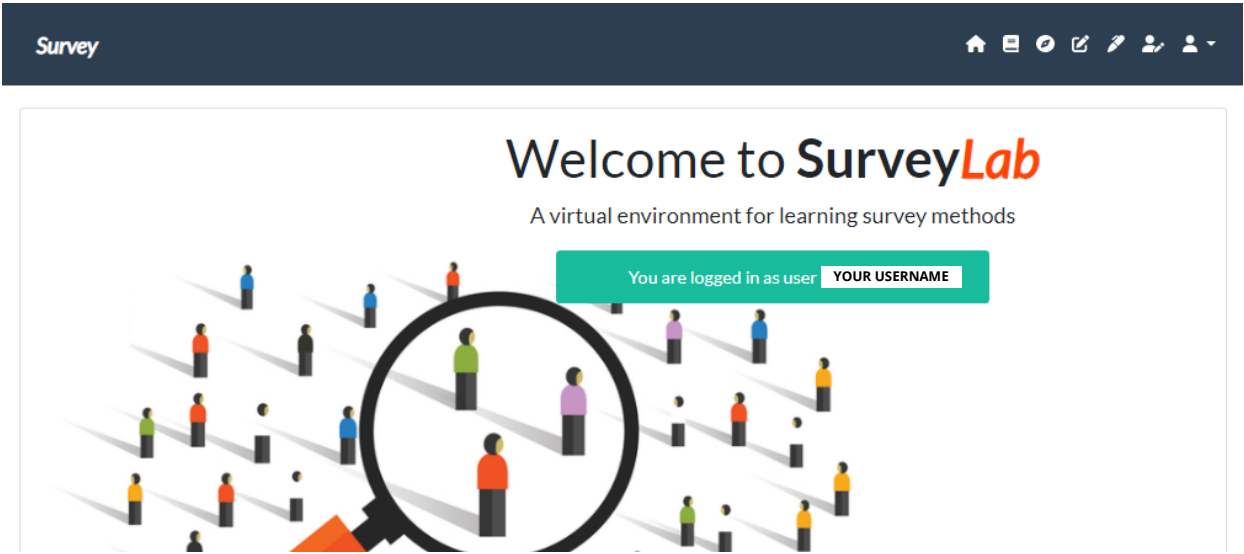 Survey
Welcome to SurveyLab
A virtual environment for learning survey methods
You are logged in as user YOUR USERNAME